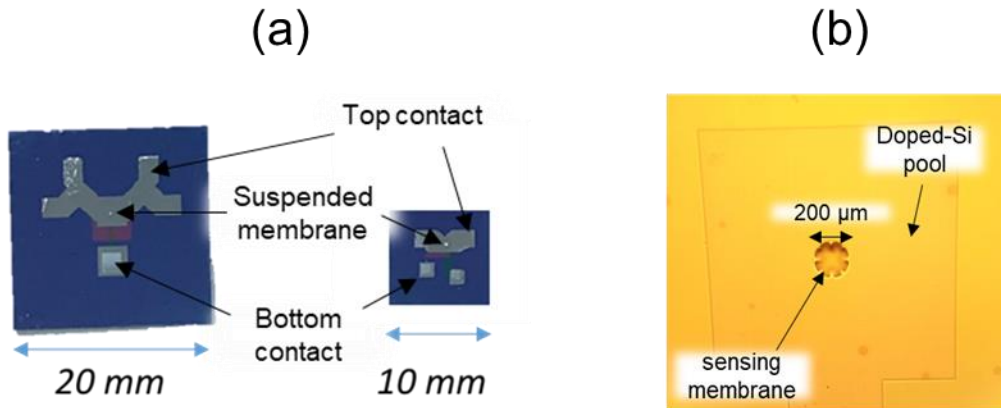 (a)
(b)
Top contact
Suspended
membrane
Bottom
contact
20 mm
10 mm
Doped-Si
pool
200 µm
sensing
membrane